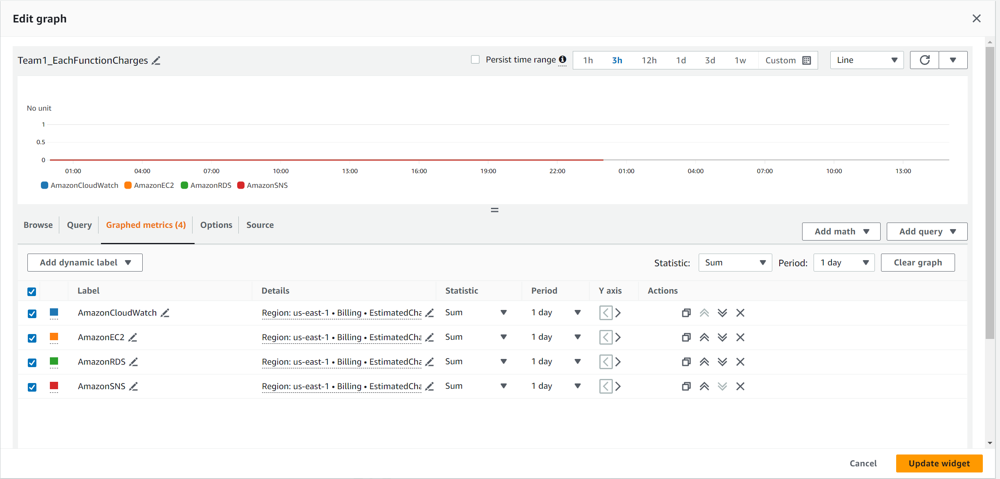 Edit graph
Team1_EachFunctionCharges
Persist time range 1h 3h 12h 1d 3d 1w Custom Line
No unit
1
0.5
0
01:00 04:00 07:00 10:00 13:00 16:00 19:00 22:00 01:00 04:00 07:00 10:00 13:00
AmazonCloudWatch AmazonEC2 AmazonRDS AmazonSNS
Browse Query Graphed metrics (4) Options Source
Add math Add query
Add dynamic label Statistic: Sum Period: 1 day Clear graph
Label Details Statistic Period Y axis Actions
AmazonCloudWatch Region: us-east-1 • Billing • EstimatedCha Sum 1 day
AmazonEC2 Region: us-east-1 • Billing • EstimatedCha Sum 1 day
AmazonRDS Region: us-east-1 • Billing • EstimatedCha Sum 1 day
AmazonSNS Region: us-east-1 • Billing • EstimatedCha Sum 1 day
Cancel Update widget